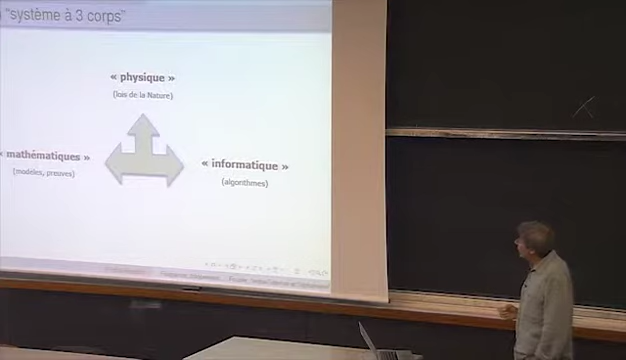 "système à 3 corps"
« physique »
(lois de la Nature)
« mathématiques »
(modèles, preuves)
« informatique »
(algorithmes)